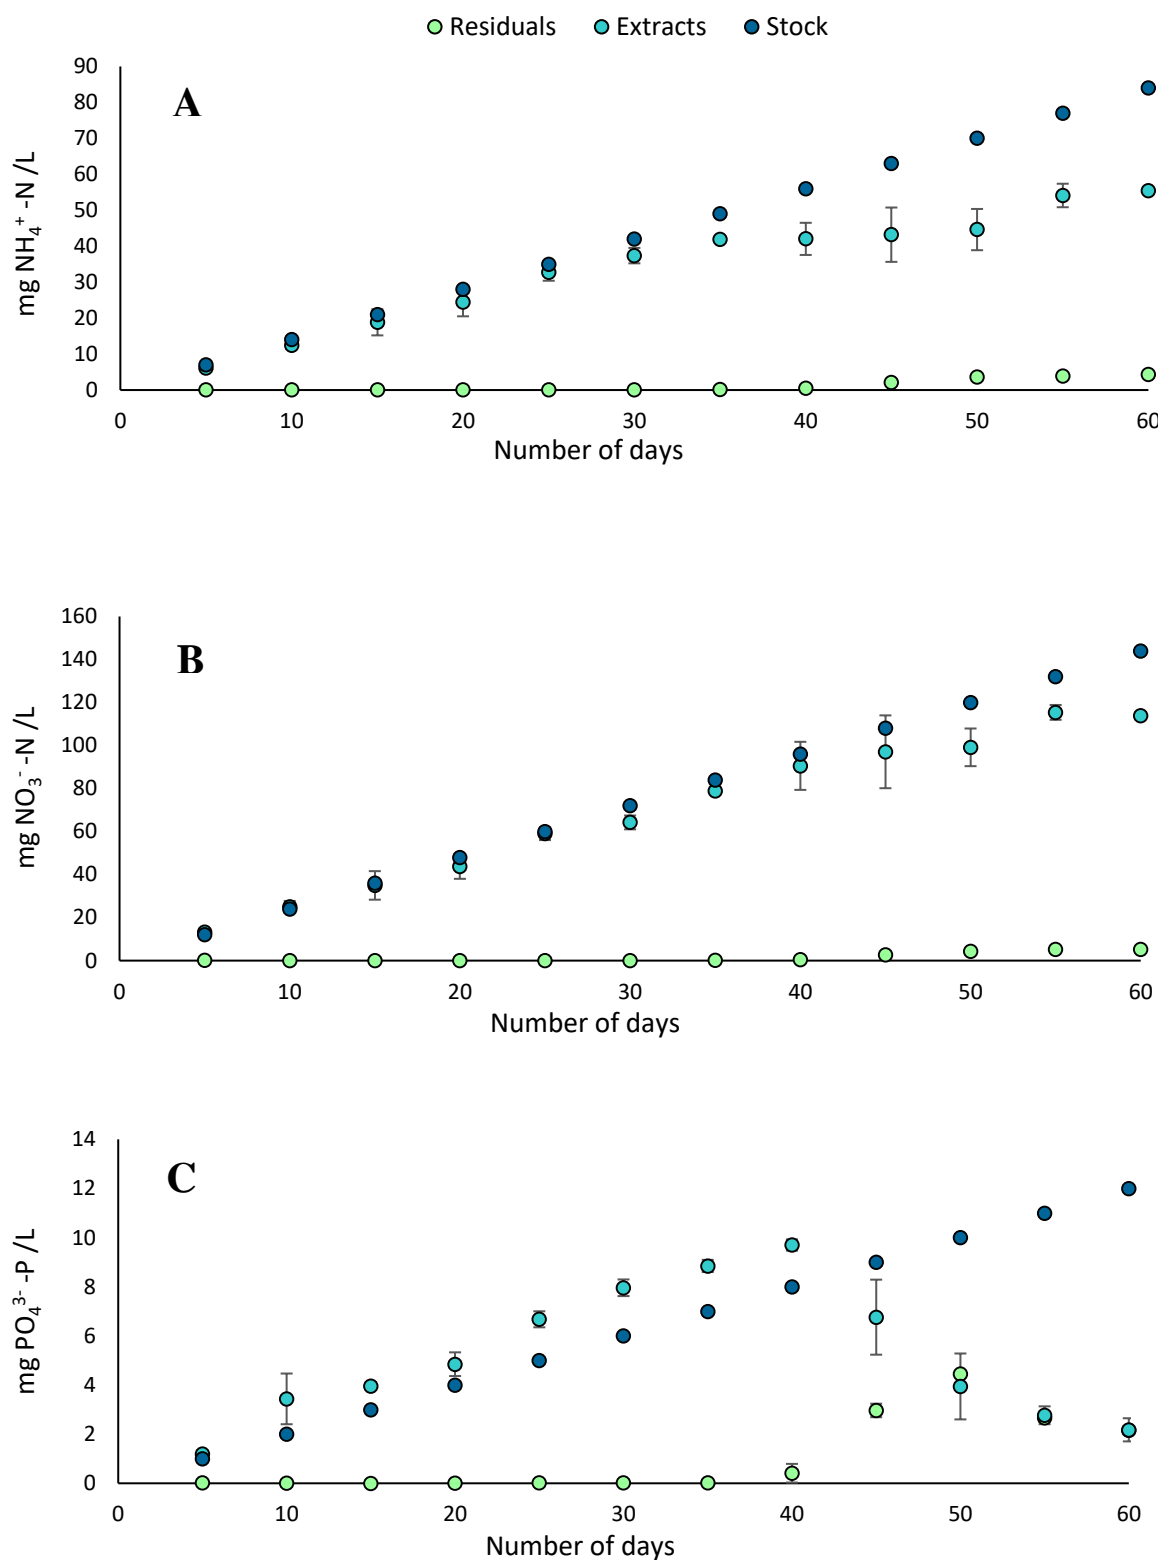 Residuals Extracts Stock
A
90
80
70
60
50
40
30
20
10
0
mg NH₄⁺ -N /L
0 10 20 30 40 50 60
Number of days
B
160
140
120
100
80
60
40
20
0
mg NO₃⁻ -N /L
0 10 20 30 40 50 60
Number of days
C
14
12
10
8
6
4
2
0
mg PO₄³⁻ -P /L
0 10 20 30 40 50 60
Number of days